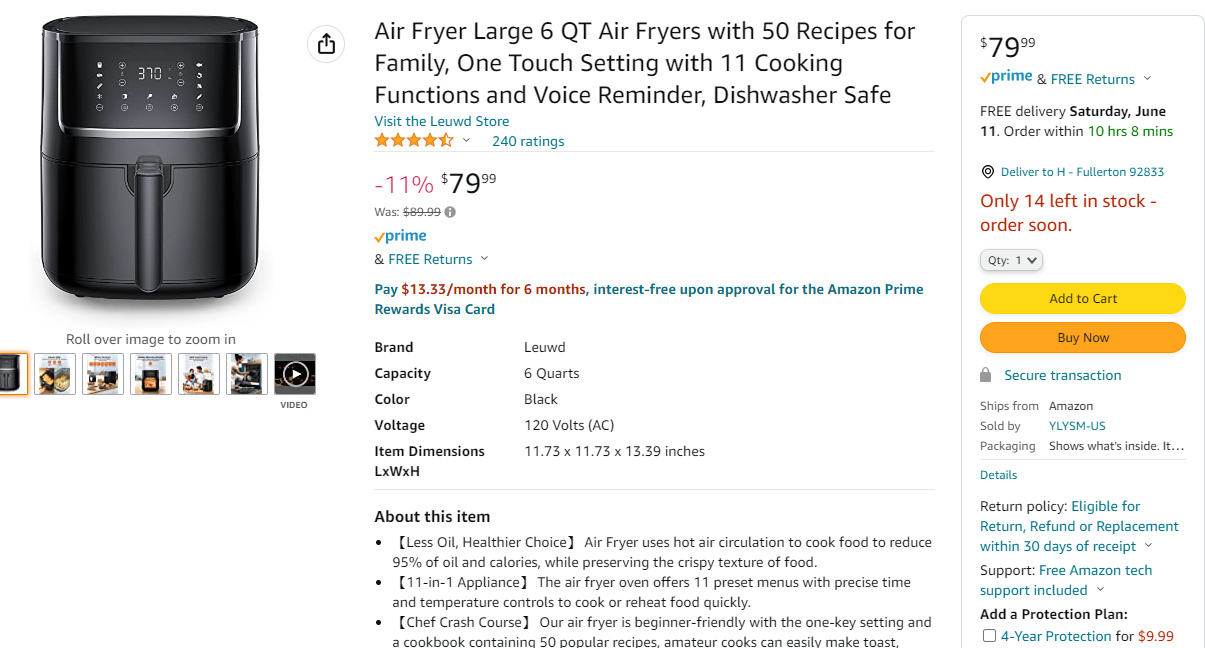 370
Roll over image to zoom in
VIDEO
Air Fryer Large 6 QT Air Fryers with 50 Recipes for
Family, One Touch Setting with 11 Cooking
Functions and Voice Reminder, Dishwasher Safe
Visit the Leuwd Store
240 ratings
-11% $79 99
Was: $89.99
prime
& FREE Returns
Pay $13.33/month for 6 months, interest-free upon approval for the Amazon Prime
Rewards Visa Card
Brand Leuwd
Capacity 6 Quarts
Color Black
Voltage 120 Volts (AC)
Item Dimensions 11.73 x 11.73 x 13.39 inches
LxWxH
About this item
• 【Less Oil, Healthier Choice】 Air Fryer uses hot air circulation to cook food to reduce
95% of oil and calories, while preserving the crispy texture of food.
• 【11-in-1 Appliance】 The air fryer oven offers 11 preset menus with precise time
and temperature controls to cook or reheat food quickly.
• 【Chef Crash Course】 Our air fryer is beginner-friendly with the one-key setting and
a cookbook containing 50 popular recipes, amateur cooks can easily make toast,
$79 99
prime & FREE Returns
FREE delivery Saturday, June
11. Order within 10 hrs 8 mins
Deliver to H - Fullerton 92833
Only 14 left in stock -
order soon.
Qty: 1
Add to Cart
Buy Now
Secure transaction
Ships from Amazon
Sold by YLYSM-US
Packaging Shows what's inside. It…
Details
Return policy: Eligible for
Return, Refund or Replacement
within 30 days of receipt
Support: Free Amazon tech
support included
Add a Protection Plan:
4-Year Protection for $9.99